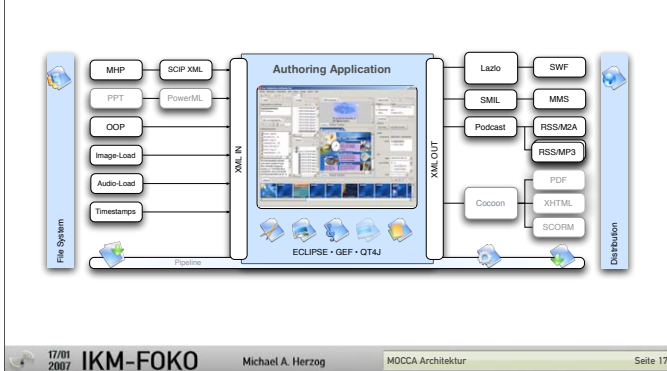 Authoring Application
MHP
SCIP XML
PPT
PowerML
OOP
Image-Load
Audio-Load
Timestamps
File System
XML IN
ECLIPSE • GEF • QT4J
XML OUT
Lazlo
SWF
SMIL
MMS
Podcast
RSS/M2A
RSS/MP3
Cocoon
PDF
XHTML
SCORM
Distribution
Pipeline
17/01
2007
IKM-FOKO
Michael A. Herzog
MOCCA Architektur
Seite 17